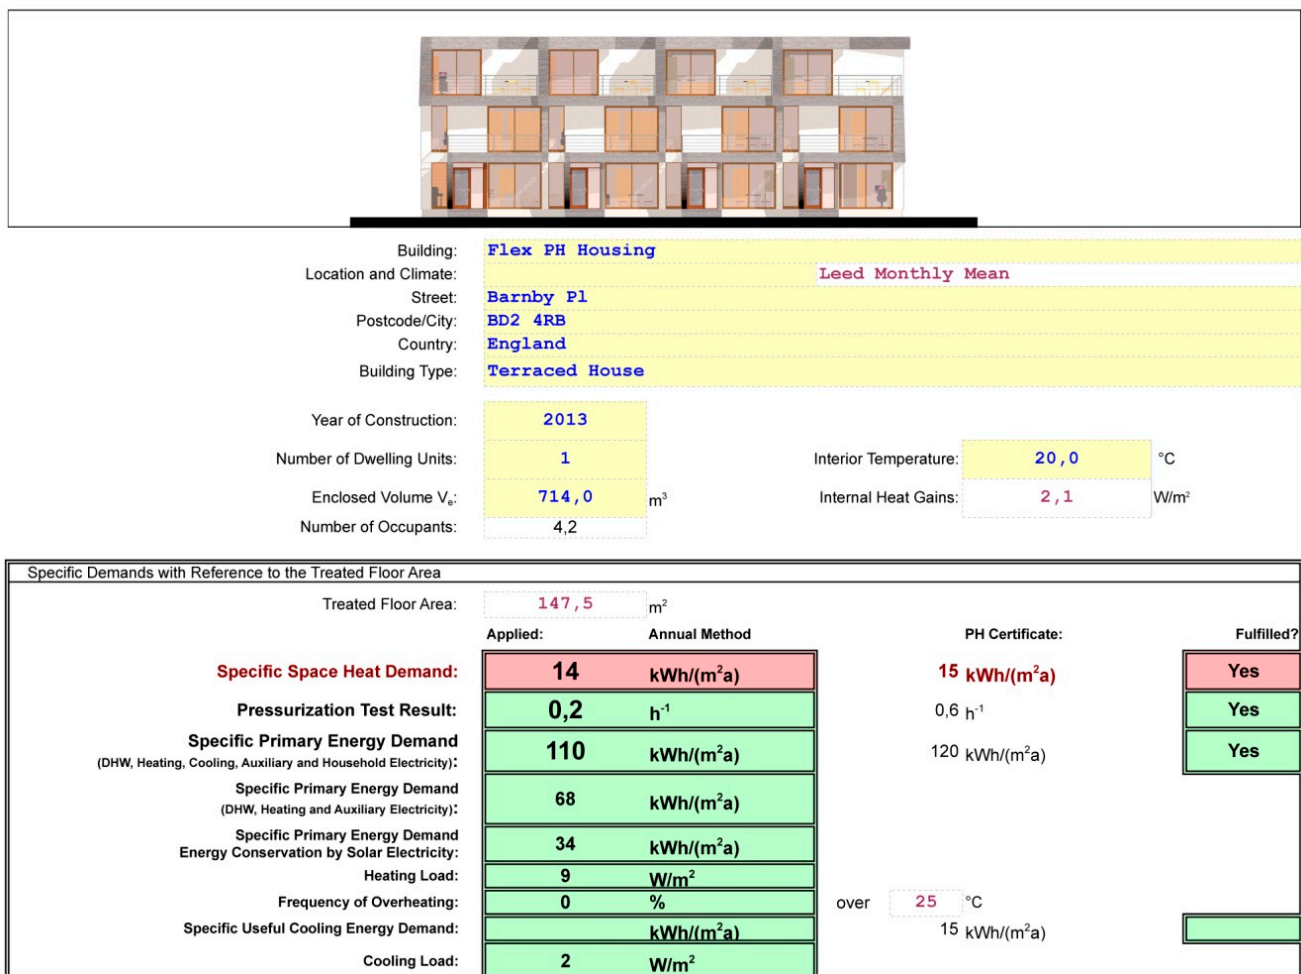 Building: Flex PH Housing
Location and Climate: Leed Monthly Mean
Street: Barnby Pl
Postcode/City: BD2 4RB
Country: England
Building Type: Terraced House
Year of Construction: 2013
Number of Dwelling Units: 1 Interior Temperature: 20,0 °C
Enclosed Volume Vₑ: 714,0 m³ Internal Heat Gains: 2,1 W/m²
Number of Occupants: 4,2
Specific Demands with Reference to the Treated Floor Area
Treated Floor Area: 147,5 m²
Applied: Annual Method PH Certificate: Fulfilled?
Specific Space Heat Demand: 14 kWh/(m²a) 15 kWh/(m²a) Yes
Pressurization Test Result: 0,2 h⁻¹ 0,6 h⁻¹ Yes
Specific Primary Energy Demand
(DHW, Heating, Cooling, Auxiliary and Household Electricity): 110 kWh/(m²a) 120 kWh/(m²a) Yes
Specific Primary Energy Demand
(DHW, Heating and Auxiliary Electricity): 68 kWh/(m²a)
Specific Primary Energy Demand
Energy Conservation by Solar Electricity: 34 kWh/(m²a)
Heating Load: 9 W/m²
Frequency of Overheating: 0 % over 25 °C
Specific Useful Cooling Energy Demand: kWh/(m²a) 15 kWh/(m²a)
Cooling Load: 2 W/m²